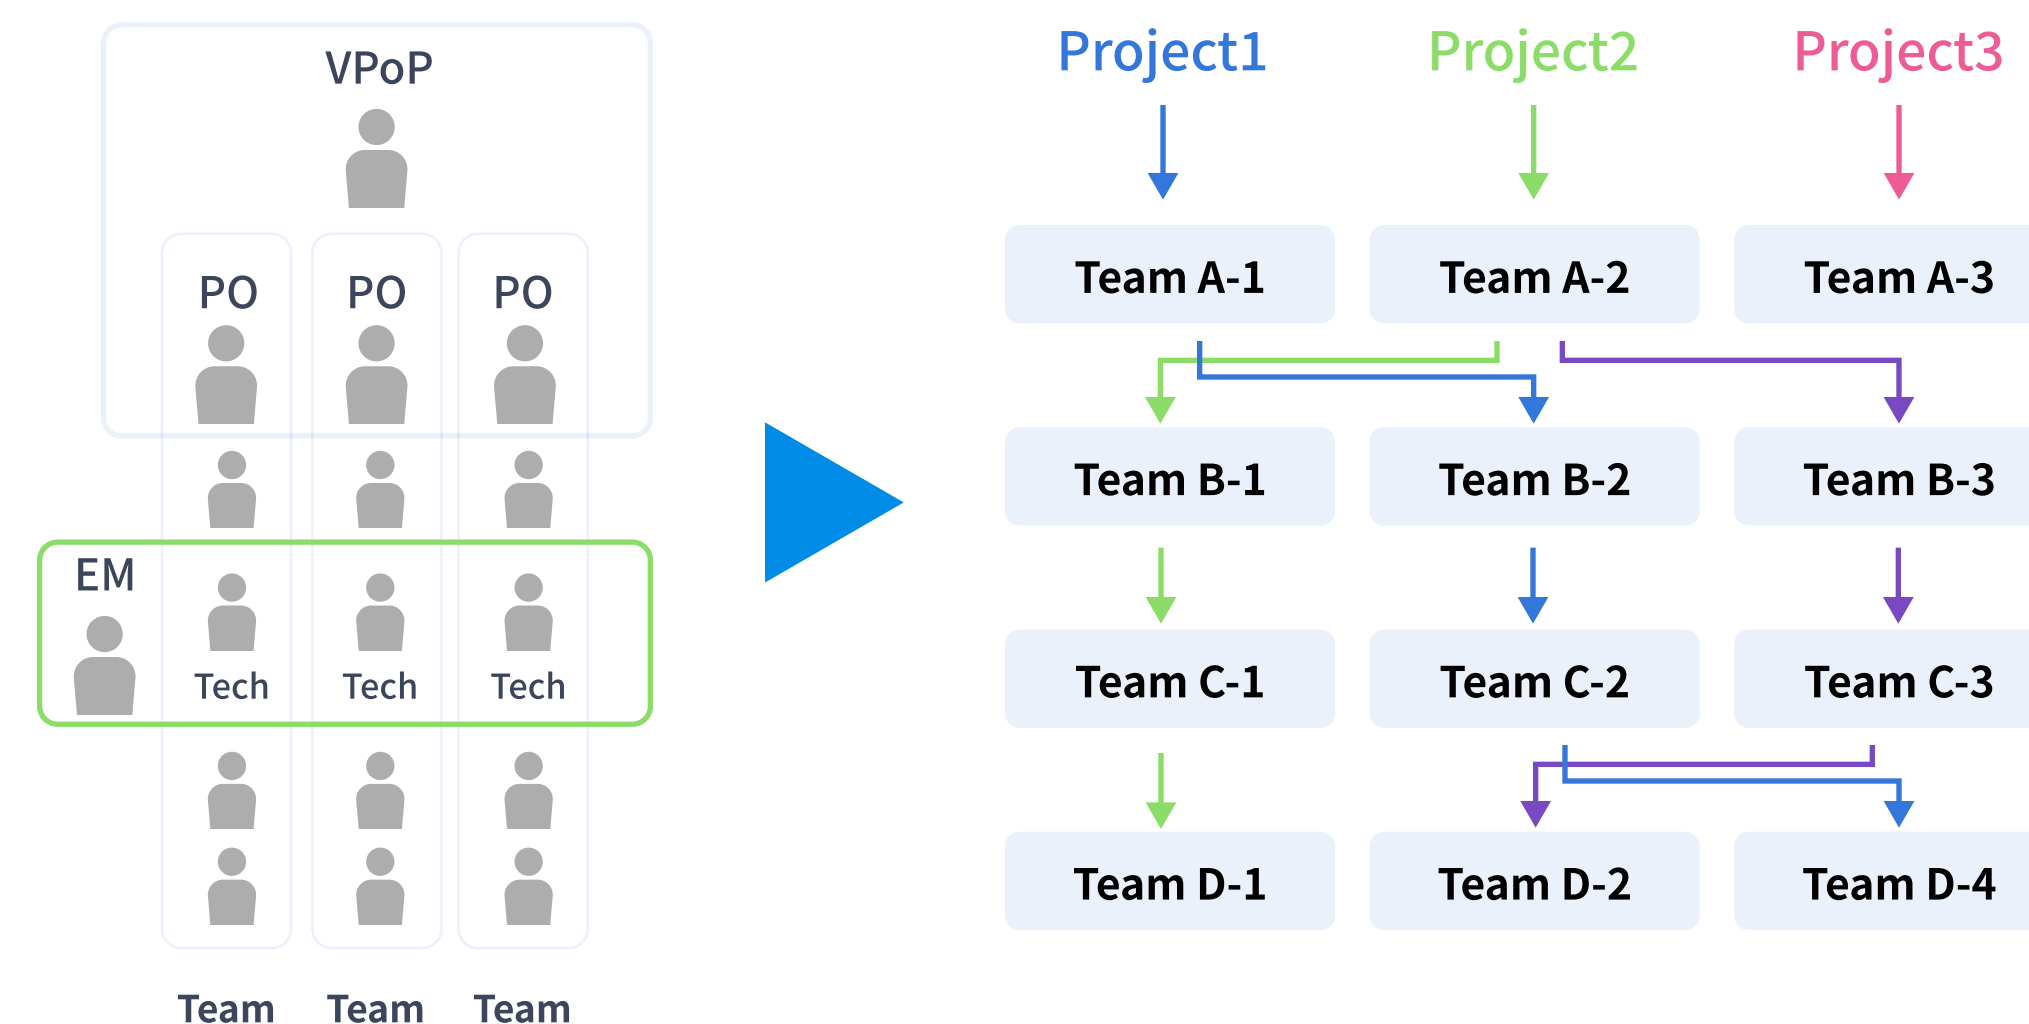 VPoP
PO PO PO
EM
Tech Tech Tech
Team Team Team
Project1 Project2 Project3
Team A-1 Team A-2 Team A-3
Team B-1 Team B-2 Team B-3
Team C-1 Team C-2 Team C-3
Team D-1 Team D-2 Team D-4